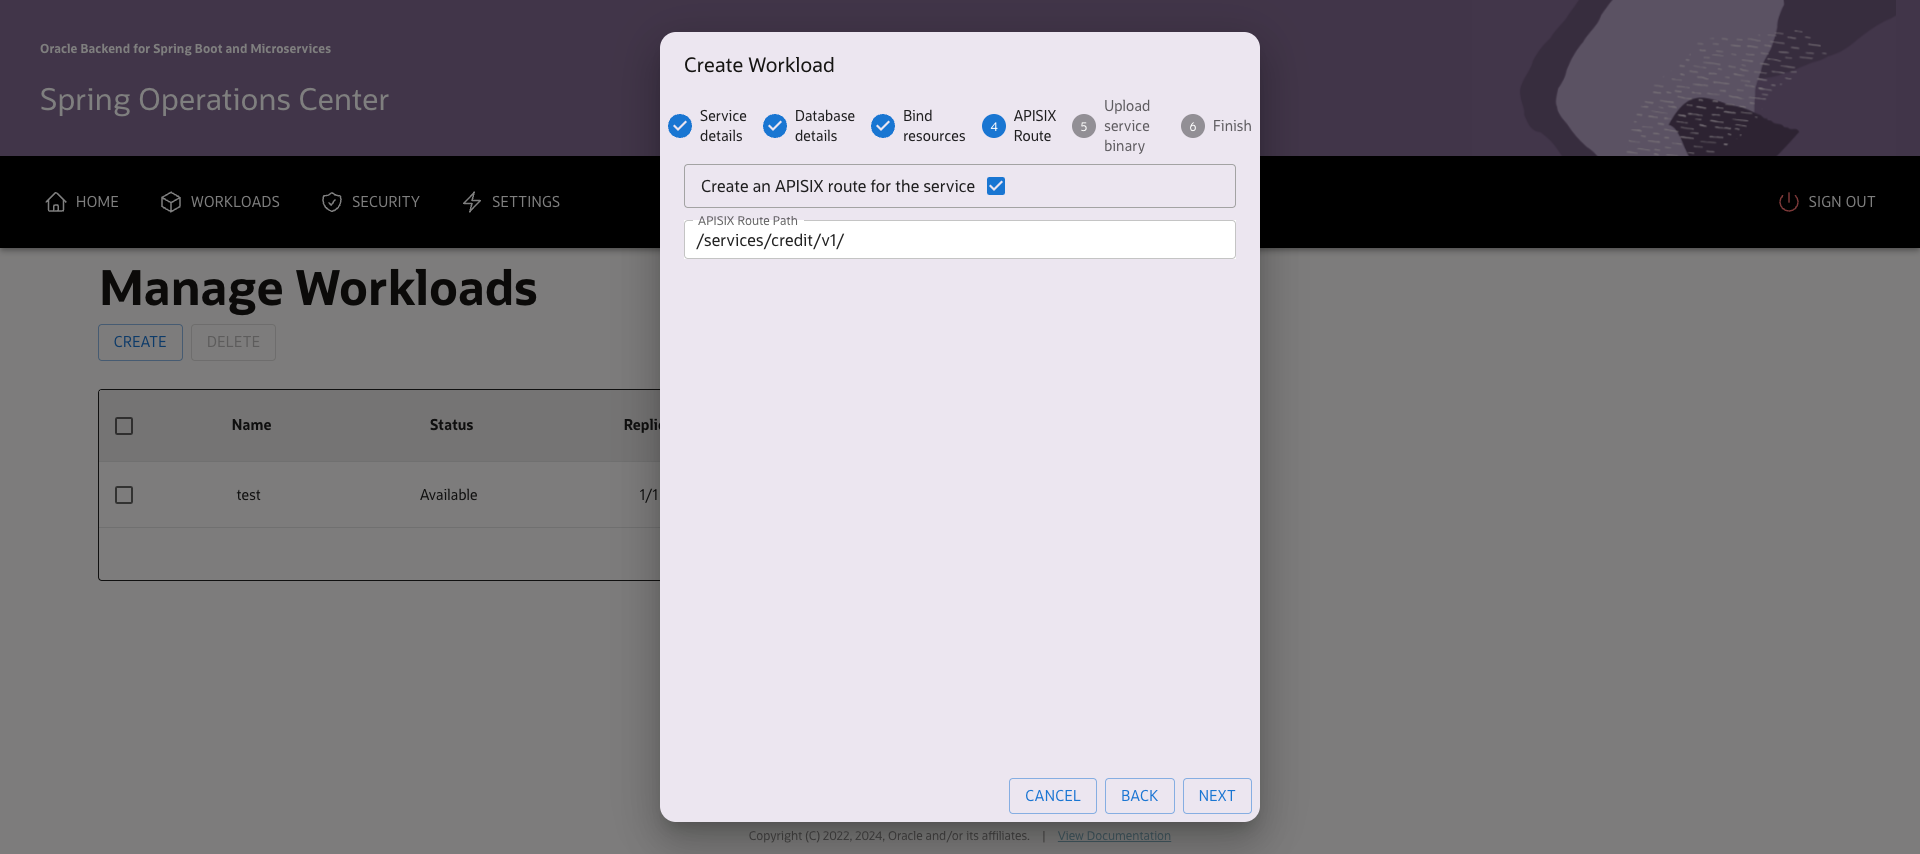 Oracle Backend for Spring Boot and Microservices
Spring Operations Center
HOME
WORKLOADS
SECURITY
SETTINGS
SIGN OUT
Manage Workloads
CREATE
DELETE
Name
Status
test
Available
1/1
Create Workload
Service
details
Database
details
Bind
resources
4
APISIX
Route
5
Upload
service
binary
6
Finish
Create an APISIX route for the service
APISIX Route Path
/services/credit/v1/
CANCEL
BACK
NEXT
Copyright (C) 2022, 2024, Oracle and/or its affiliates. | View Documentation